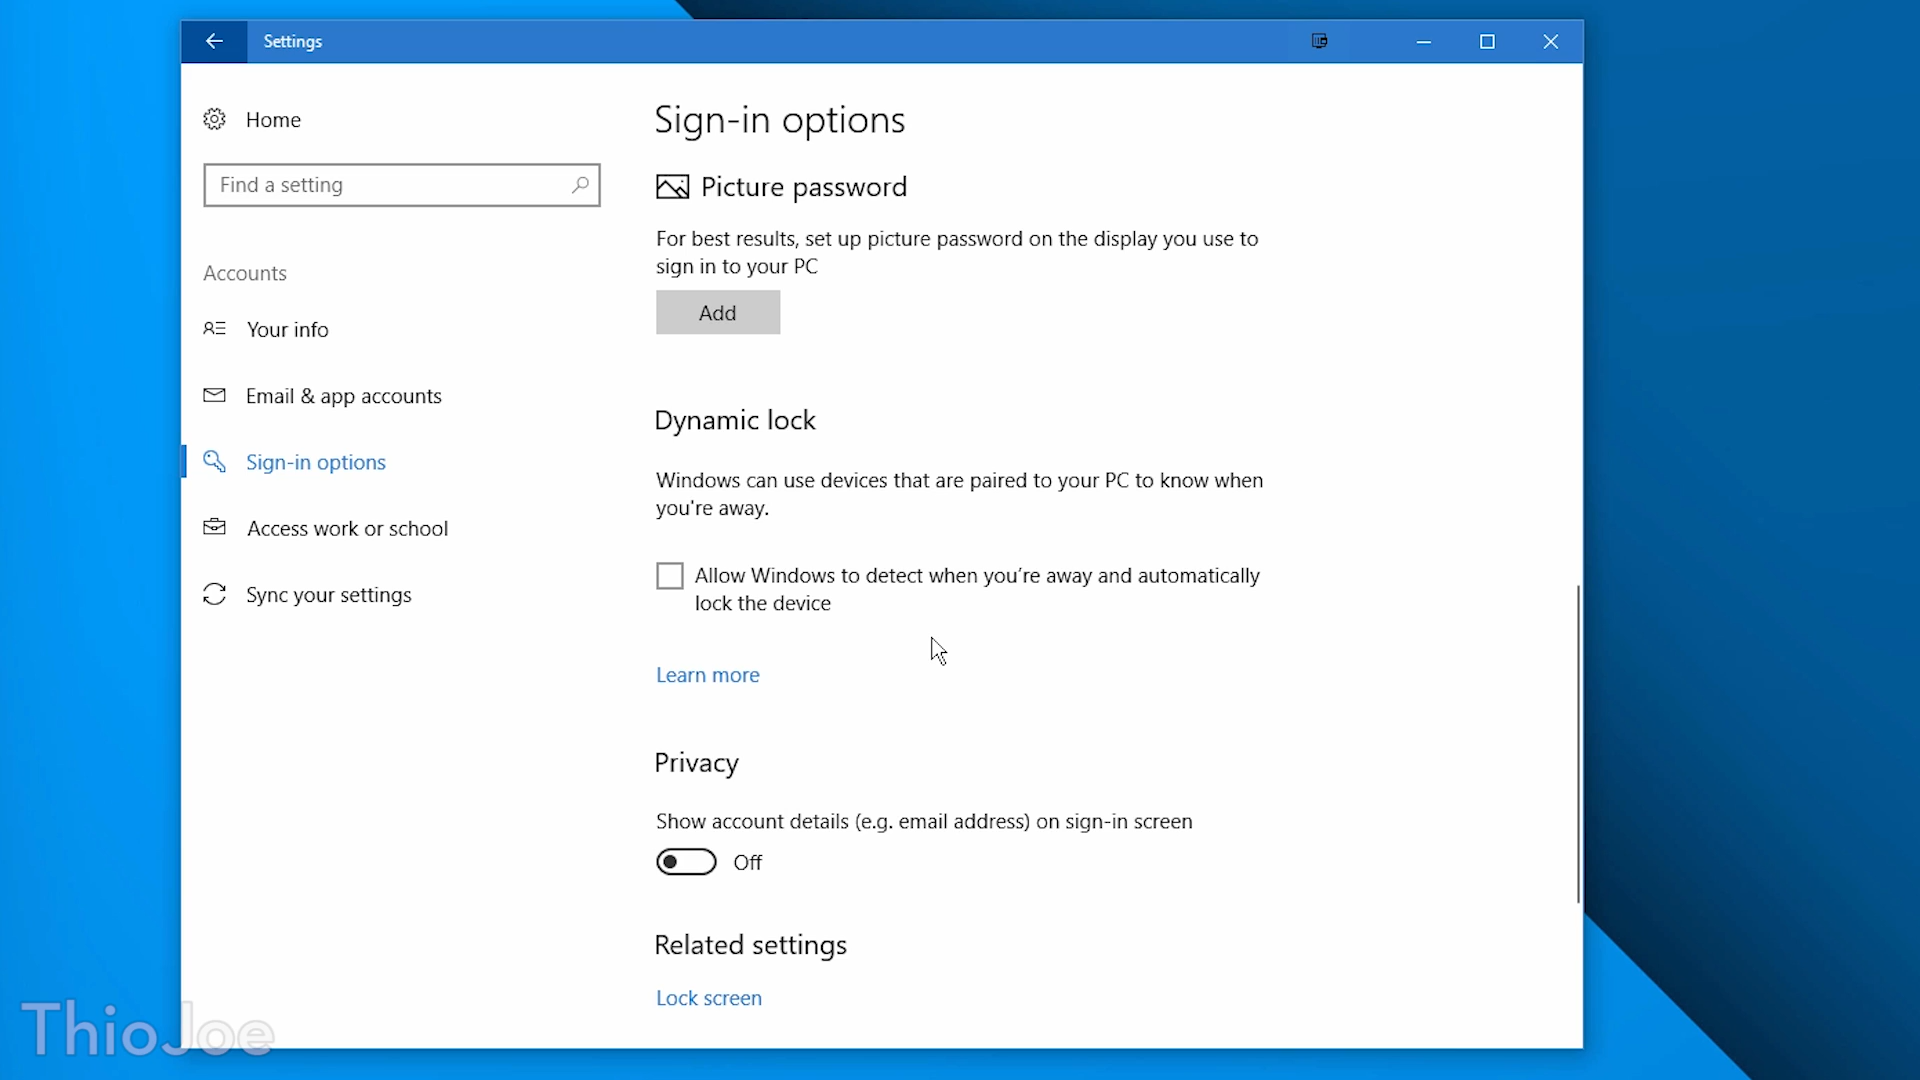 Settings
Home
Find a setting
Accounts
Your info
Email & app accounts
Sign-in options
Access work or school
Sync your settings
Sign-in options
Picture password
For best results, set up picture password on the display you use to
sign in to your PC
Add
Dynamic lock
Windows can use devices that are paired to your PC to know when
you're away.
Allow Windows to detect when you're away and automatically
lock the device
Learn more
Privacy
Show account details (e.g. email address) on sign-in screen
Off
Related settings
Lock screen
ThioJoe